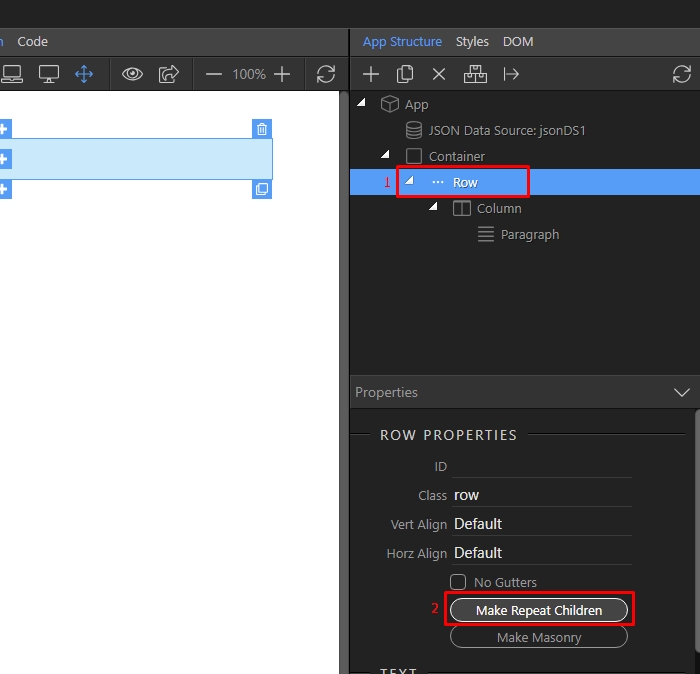 Code
App Structure Styles DOM
100%
App
JSON Data Source: jsonDS1
Container
1 Row
Column
Paragraph
Properties
ROW PROPERTIES
ID
Class row
Vert Align Default
Horz Align Default
No Gutters
2 Make Repeat Children
Make Masonry
TEXT